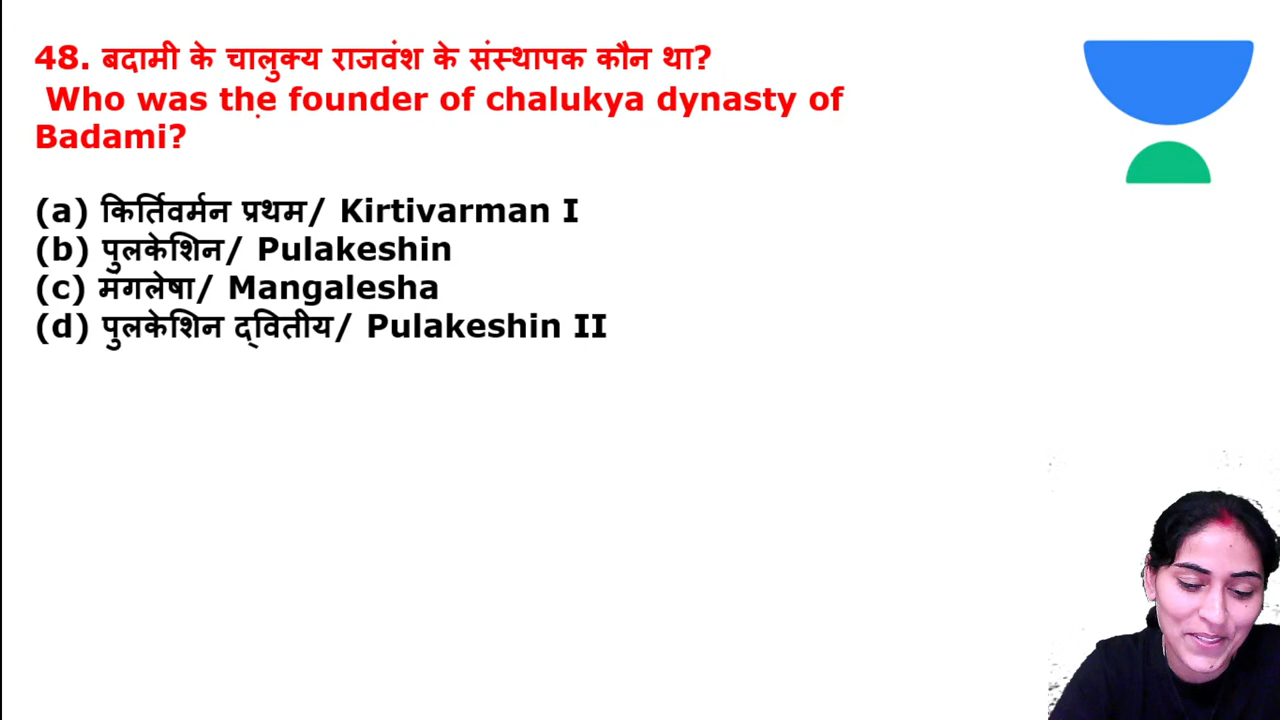 48. बदामी के चालुक्य राजवंश के संस्थापक कौन था?
Who was the founder of chalukya dynasty of
Badami?
(a) किर्तिवर्मन प्रथम/ Kirtivarman I
(b) पुलकेशिन/ Pulakeshin
(c) मंगलेषा/ Mangalesha
(d) पुलकेशिन द्वितीय/ Pulakeshin II